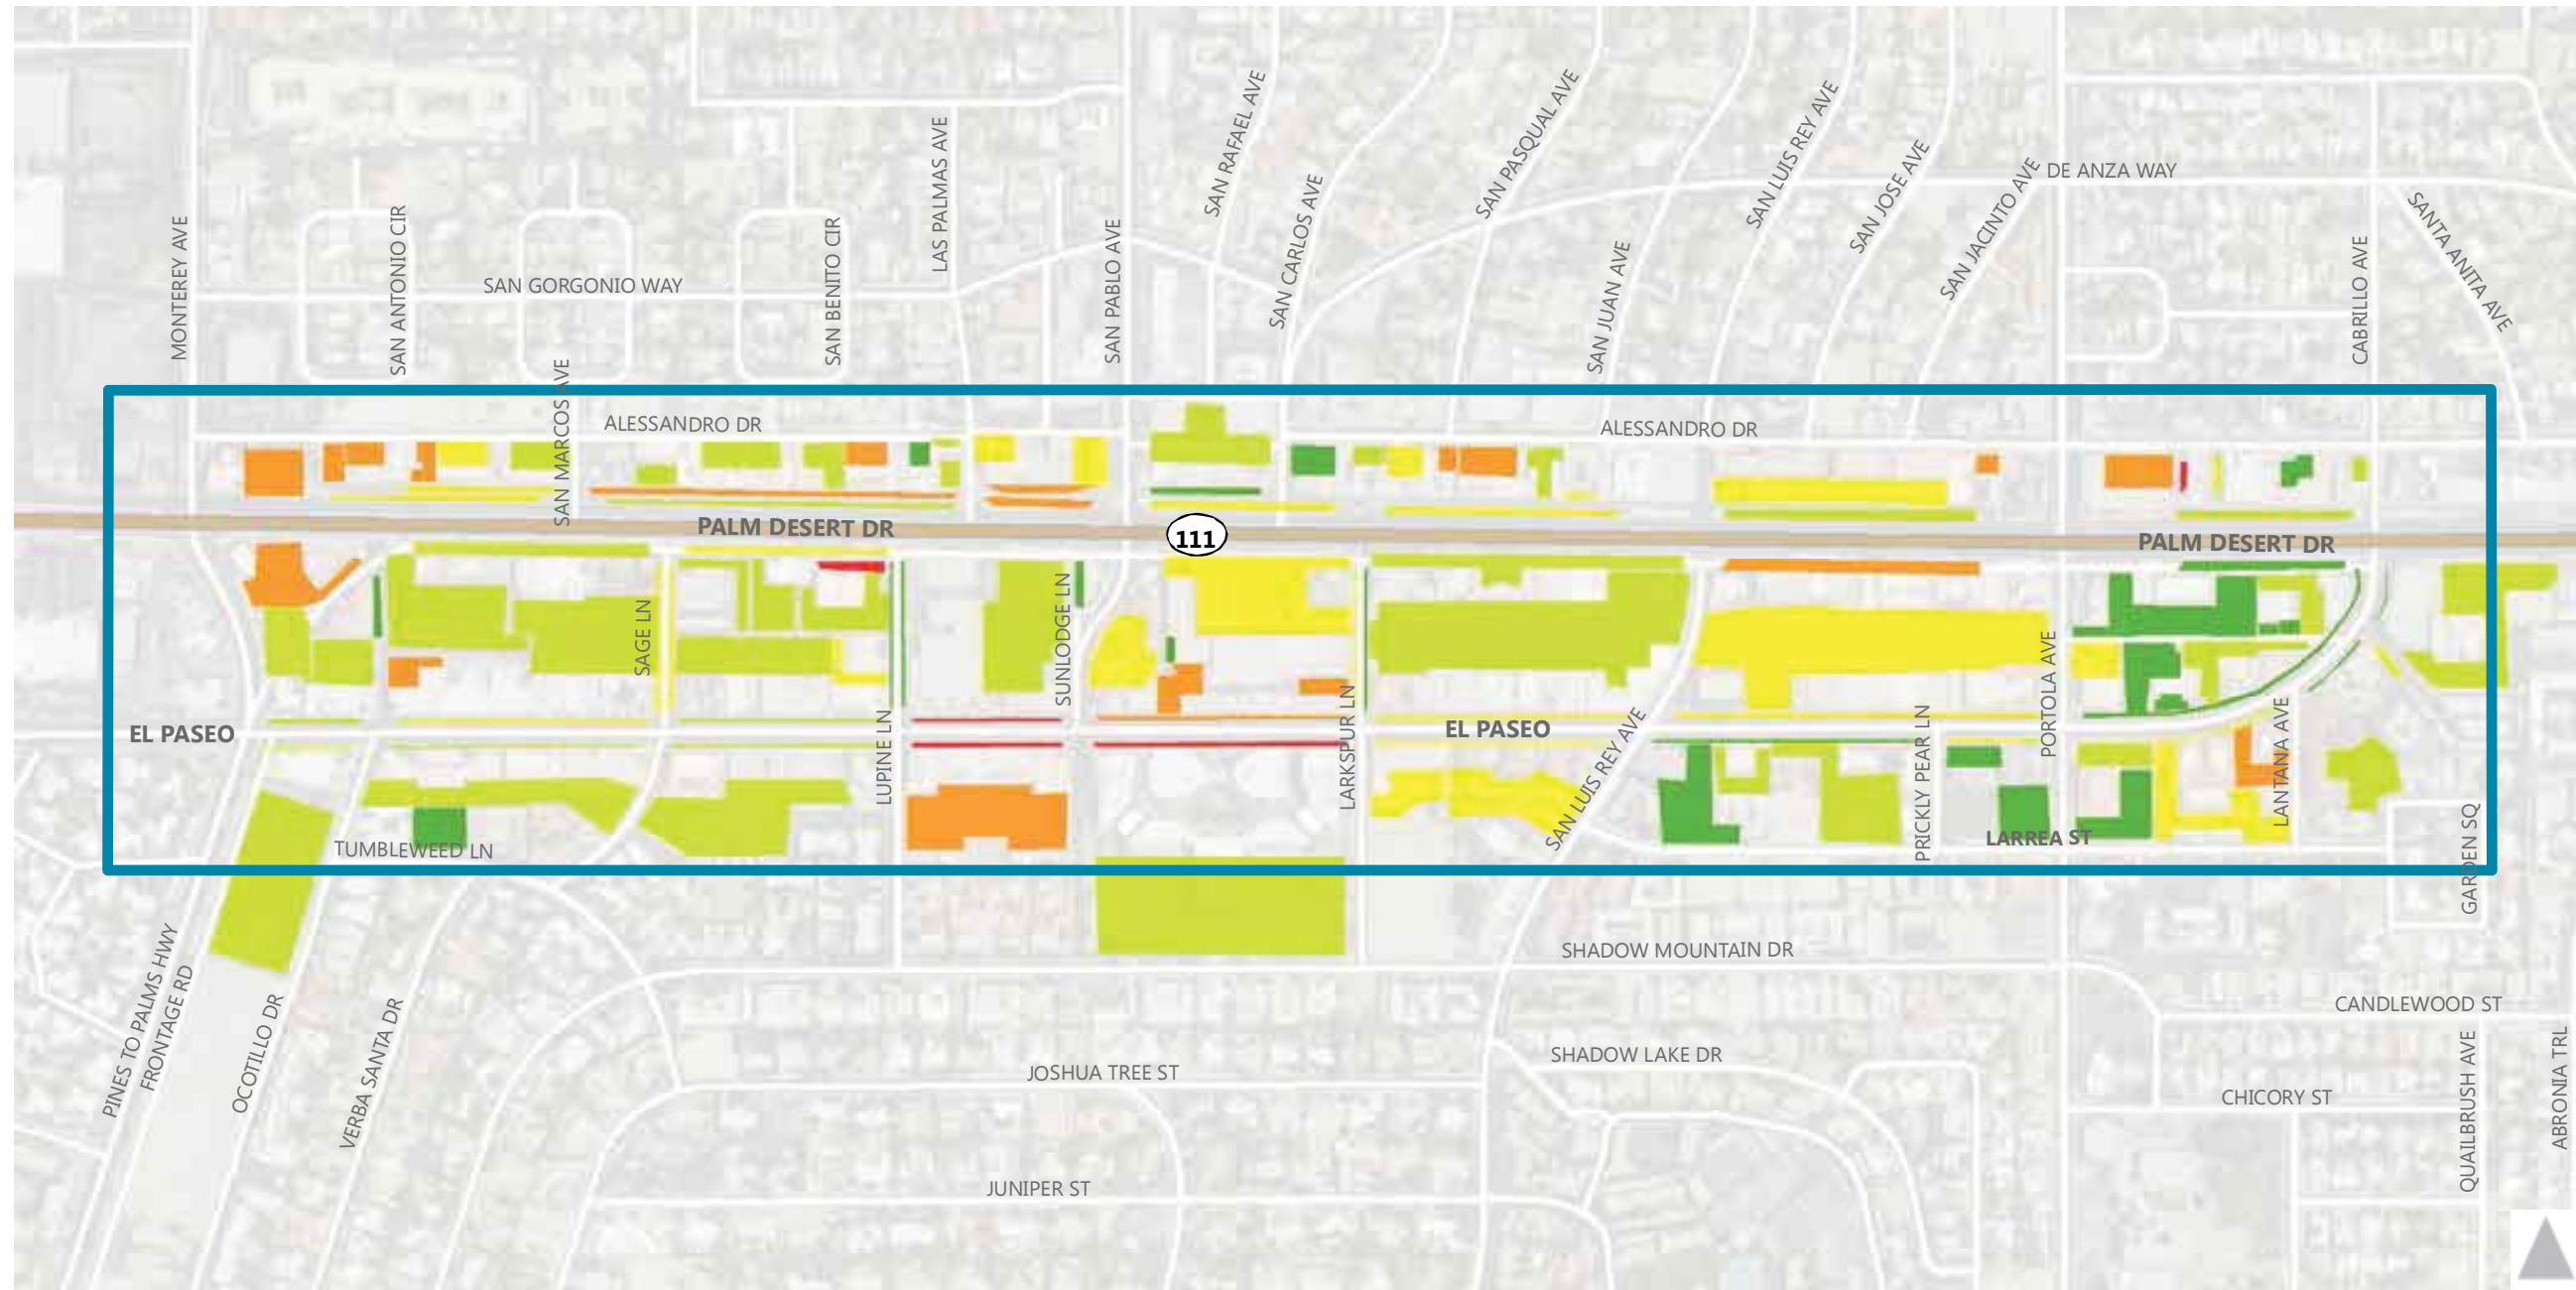 SAN RAFAEL AVE
SAN PASQUAL AVE
SAN LUIS REY AVE
LAS PALMAS AVE
SAN JOSE AVE
SAN JACINTO AVE
DE ANZA WAY
SAN CARLOS AVE
SANTA ANITA AVE
MONTEREY AVE
SAN ANTONIO CIR
SAN GORGONIO WAY
SAN BENITO CIR
SAN PABLO AVE
SAN JUAN AVE
CABRILLO AVE
SAN MARCOS AVE
ALESSANDRO DR
ALESSANDRO DR
PALM DESERT DR
111
PALM DESERT DR
SAGE LN
SUNLODGE LN
PORTOLA AVE
EL PASEO
LUPINE LN
LARKSPUR LN
EL PASEO
SAN LUIS REY AVE
PRICKLY PEAR LN
LANTANA AVE
TUMBLEWEED LN
LARREA ST
GARDEN SQ
PINES TO PALMS HWY
FRONTAGE RD
OCOTILLO DR
VERBA SANTA DR
SHADOW MOUNTAIN DR
CANDLEWOOD ST
JOSHUA TREE ST
SHADOW LAKE DR
CHICORY ST
QUAILBRUSH AVE
ABRONIA TRL
JUNIPER ST